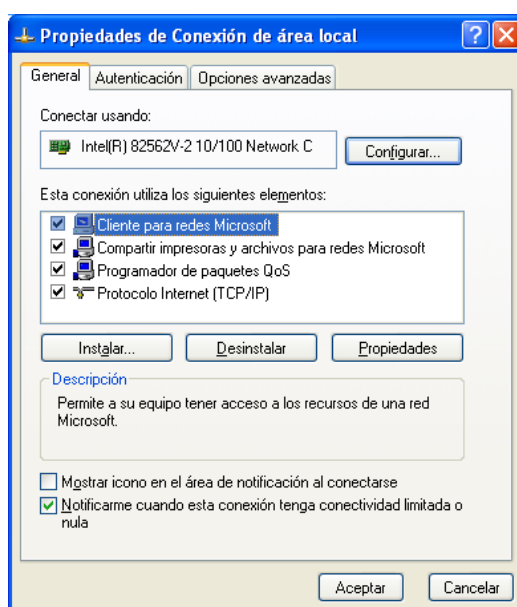 Propiedades de Conexión de área local
General Autenticación Opciones avanzadas
Conectar usando:
Intel(R) 82562V-2 10/100 Network C
Configurar...
Esta conexión utiliza los siguientes elementos:
Cliente para redes Microsoft
Compartir impresoras y archivos para redes Microsoft
Programador de paquetes QoS
Protocolo Internet (TCP/IP)
Instalar... Desinstalar Propiedades
Descripción
Permite a su equipo tener acceso a los recursos de una red
Microsoft.
Mostrar icono en el área de notificación al conectarse
Notificarme cuando esta conexión tenga conectividad limitada o
nula
Aceptar Cancelar